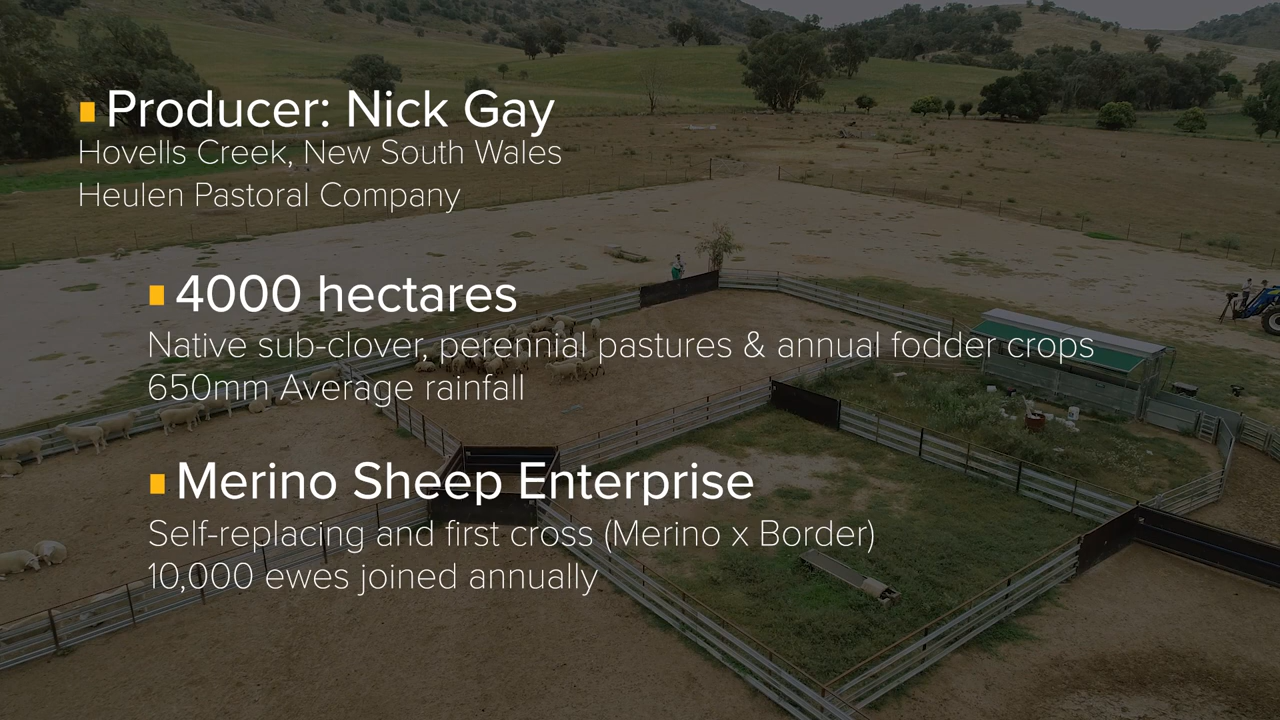 Producer: Nick Gay
Hovells Creek, New South Wales
Heulen Pastoral Company
4000 hectares
Native sub-clover, perennial pastures & annual fodder crops
650mm Average rainfall
Merino Sheep Enterprise
Self-replacing and first cross (Merino x Border)
10,000 ewes joined annually